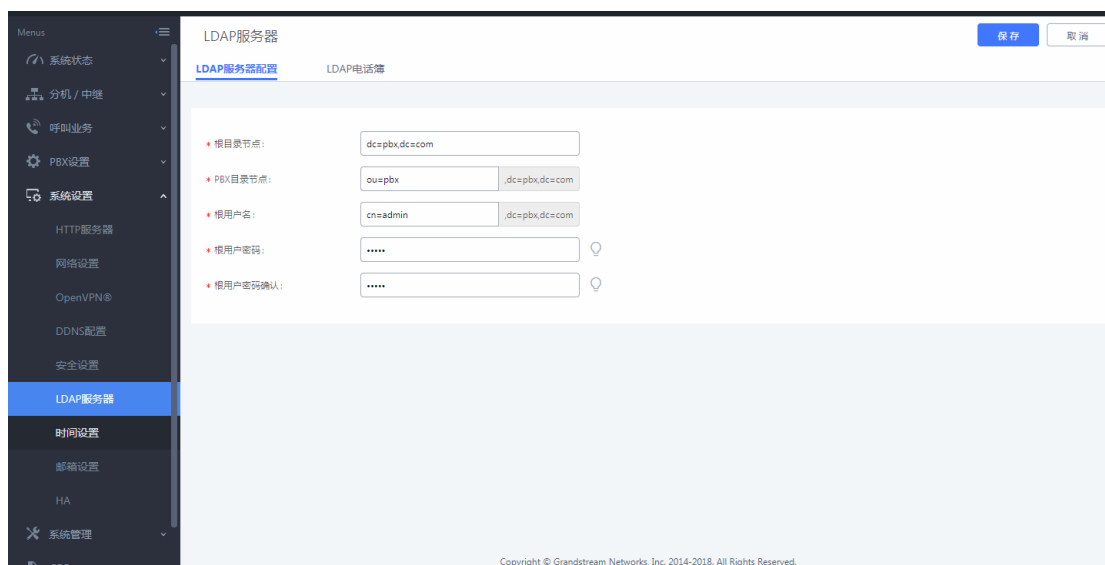 Menus
系统状态
分机 / 中继
呼叫业务
PBX设置
系统设置
HTTP服务器
网络设置
OpenVPN®
DDNS配置
安全设置
LDAP服务器
时间设置
邮箱设置
HA
系统管理
LDAP服务器
保存
取消
LDAP服务器配置
LDAP电话簿
* 根目录节点:
dc=pbx,dc=com
* PBX目录节点:
ou=pbx
,dc=pbx,dc=com
* 根用户名:
cn=admin
,dc=pbx,dc=com
* 根用户密码:
•••••
* 根用户密码确认:
•••••
Copyright © Grandstream Networks, Inc. 2014-2018. All Rights Reserved.